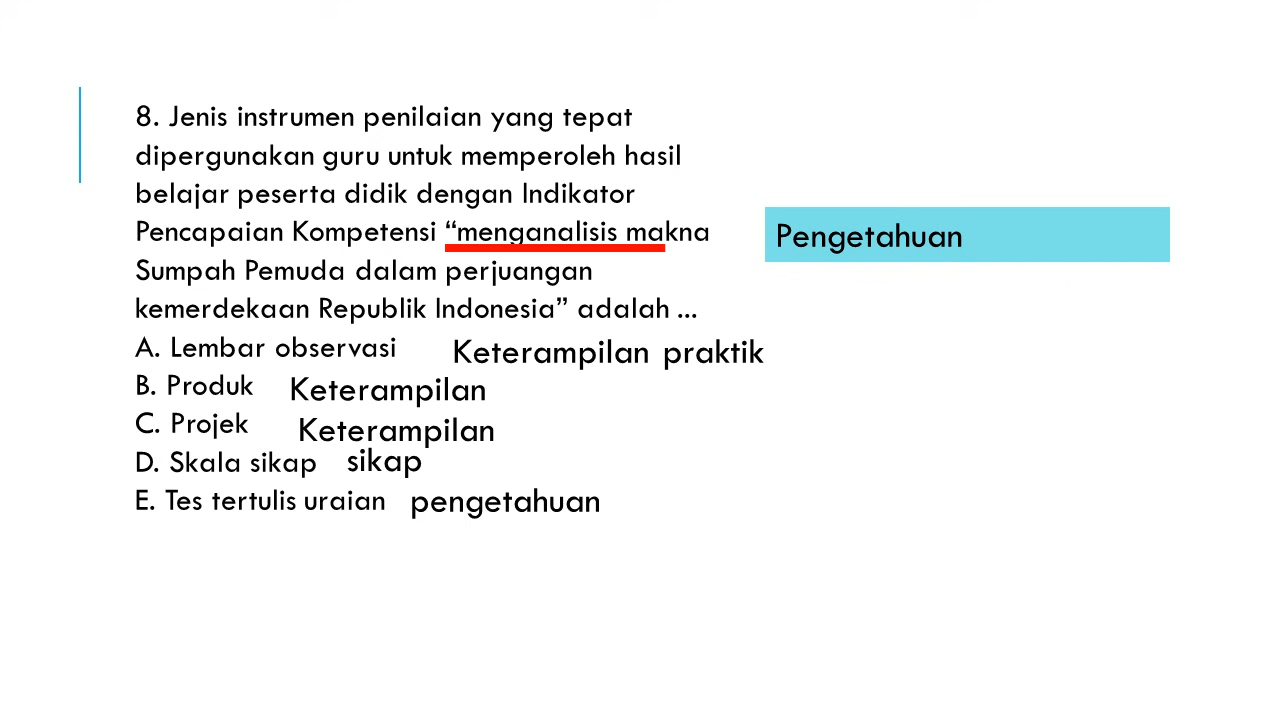 8. Jenis instrumen penilaian yang tepat
dipergunakan guru untuk memperoleh hasil
belajar peserta didik dengan Indikator
Pencapaian Kompetensi “menganalisis makna
Sumpah Pemuda dalam perjuangan
kemerdekaan Republik Indonesia” adalah ...
Pengetahuan
A. Lembar observasi Keterampilan praktik
B. Produk Keterampilan
C. Projek Keterampilan
D. Skala sikap sikap
E. Tes tertulis uraian pengetahuan